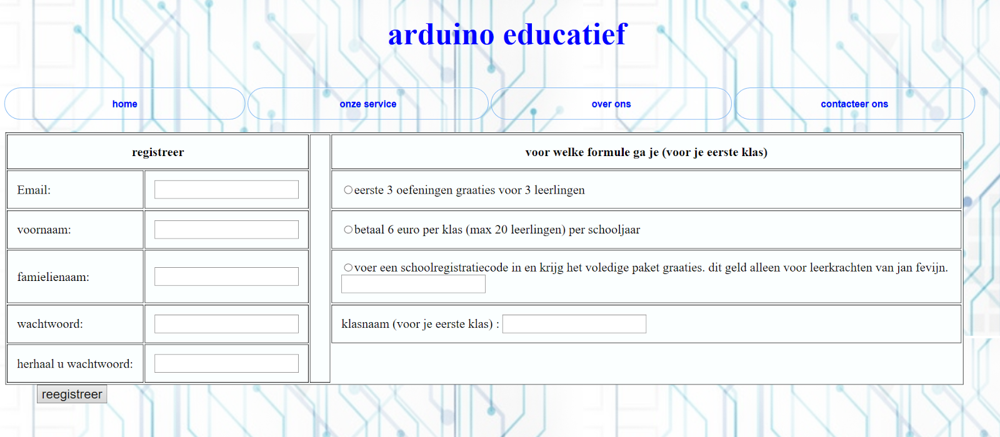 arduino educatief
home
onze service
over ons
contacteer ons
registreer
voor welke formule ga je (voor je eerste klas)
Email:
eerste 3 oefeningen graaties voor 3 leerlingen
voornaam:
betaal 6 euro per klas (max 20 leerlingen) per schooljaar
famielienaam:
voer een schoolregistratiecode in en krijg het voledige paket graaties. dit geld alleen voor leerkrachten van jan fevijn.
wachtwoord:
klasnaam (voor je eerste klas) :
herhaal u wachtwoord:
reegistreer